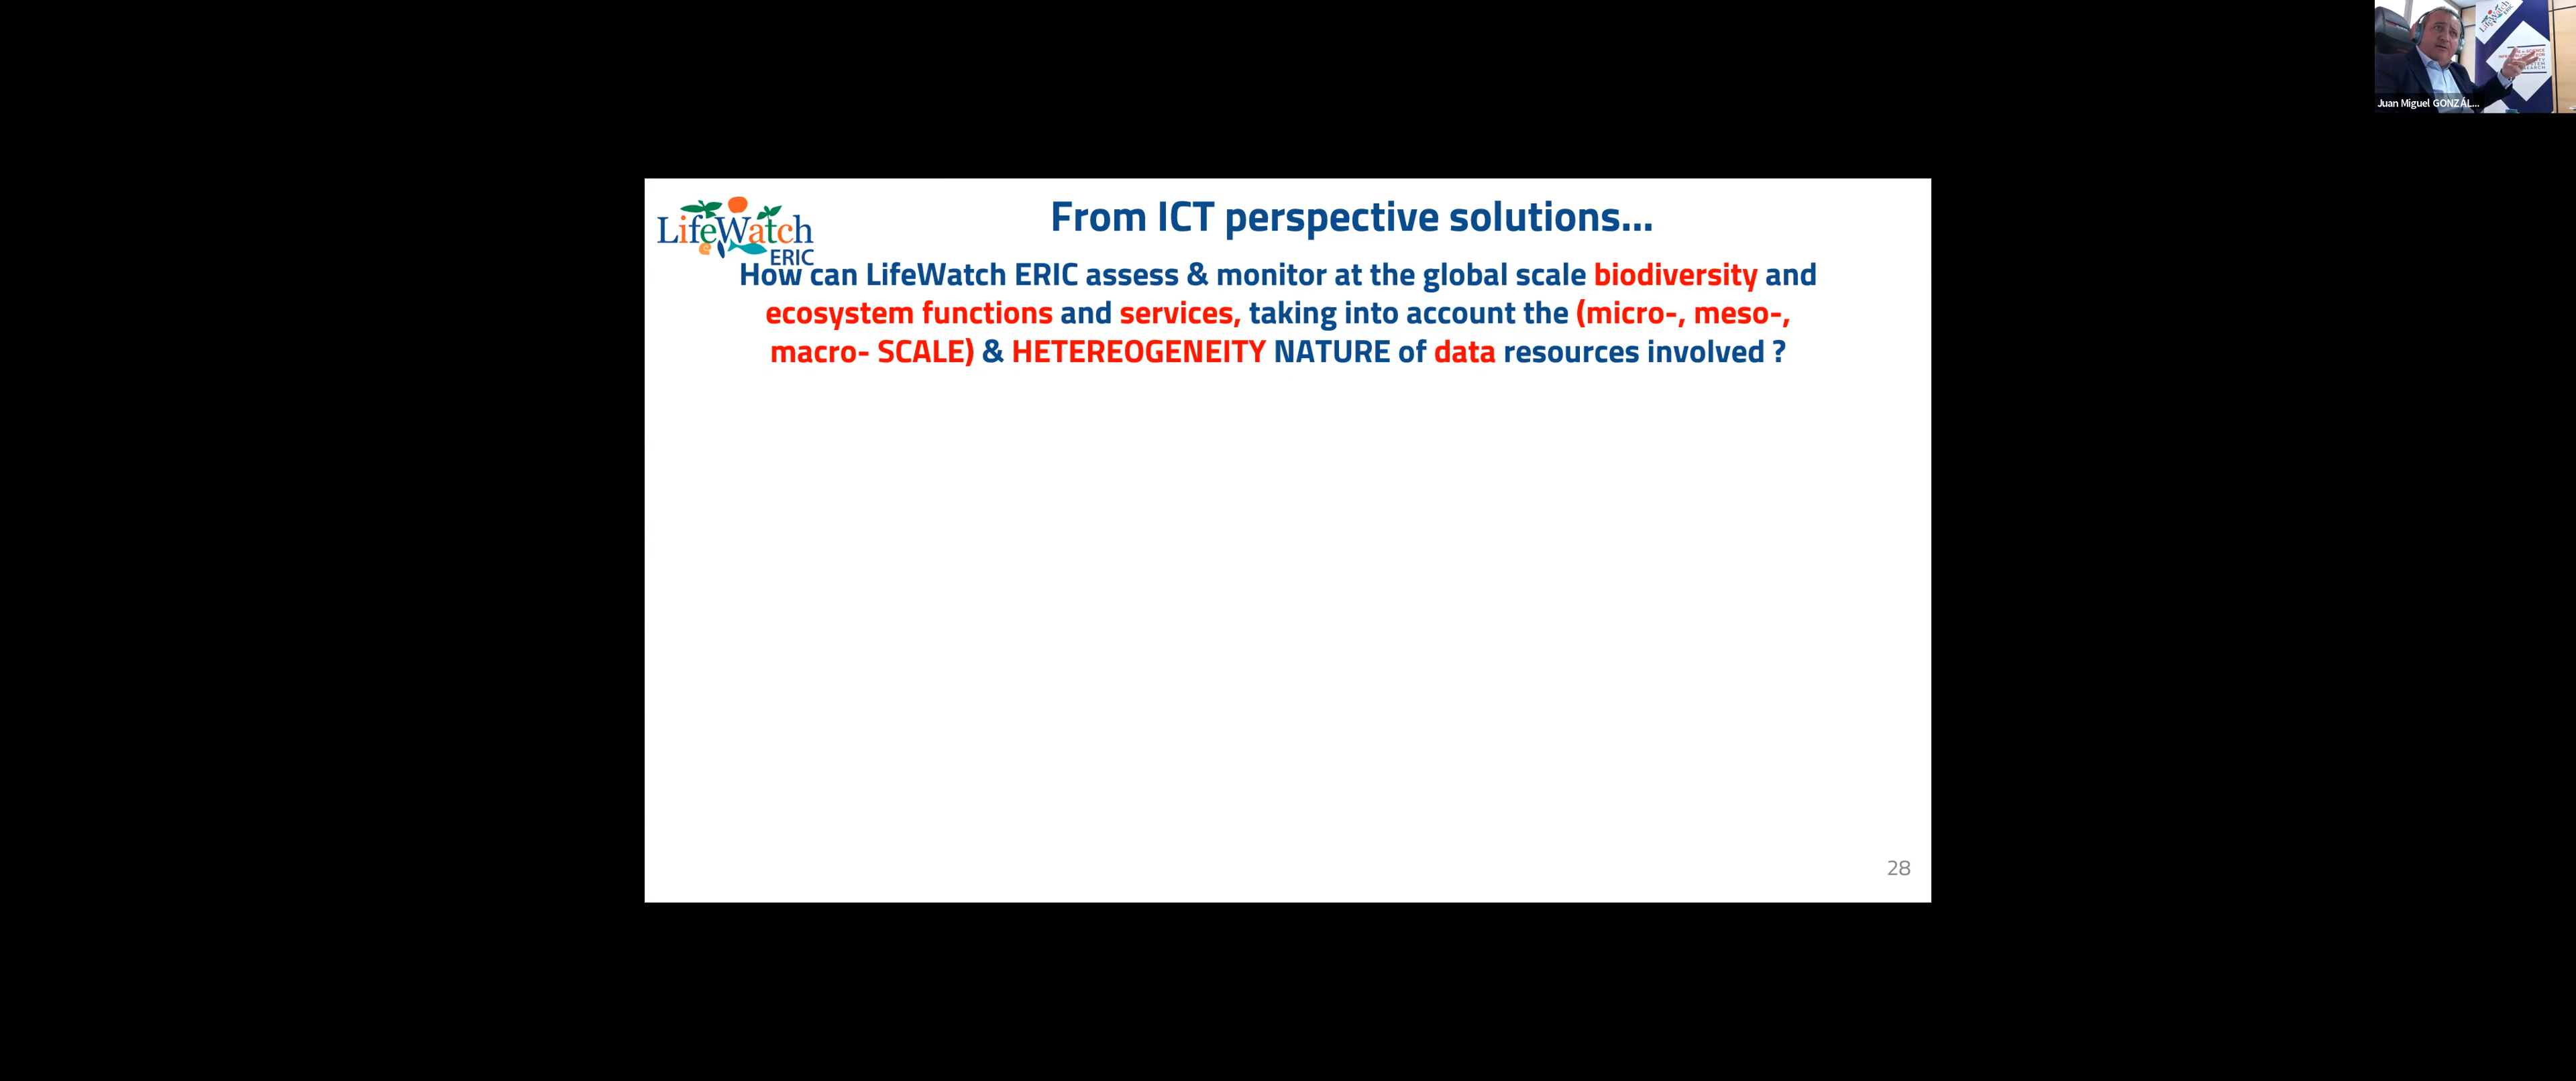 Juan Miguel GONZÁL...
LifeWatch
ERIC
From ICT perspective solutions...
How can LifeWatch ERIC assess & monitor at the global scale biodiversity and
ecosystem functions and services, taking into account the (micro-, meso-,
macro- SCALE) & HETEREOGENEITY NATURE of data resources involved ?
28